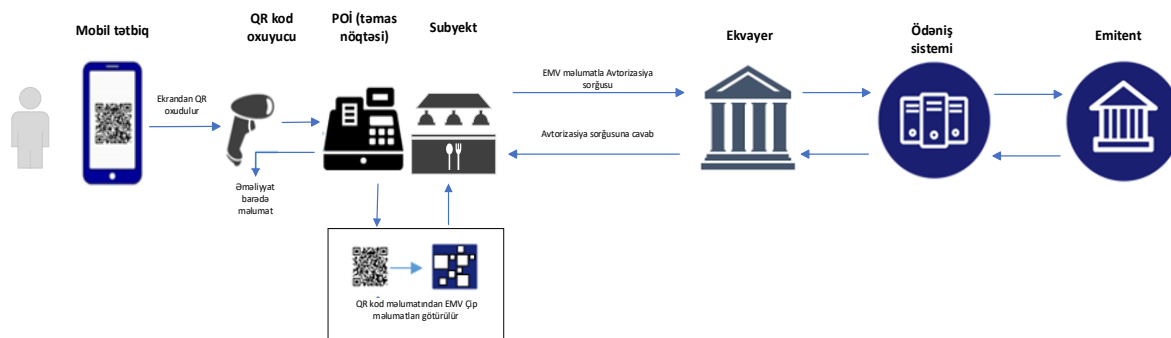 Mobil tətbiq
QR kod
oxuyucu
POİ (təmas
nöqtəsi)
Subyekt
Ekvayer
Ödəniş
sistemi
Emitent
Ekrandan QR
oxudulur
EMV məlumatla Avtorizasiya
sorğusu
Avtorizasiya sorğusuna cavab
Əməliyyat
barədə
məlumat
QR kod məlumatından EMV Çip
məlumatları götürülür